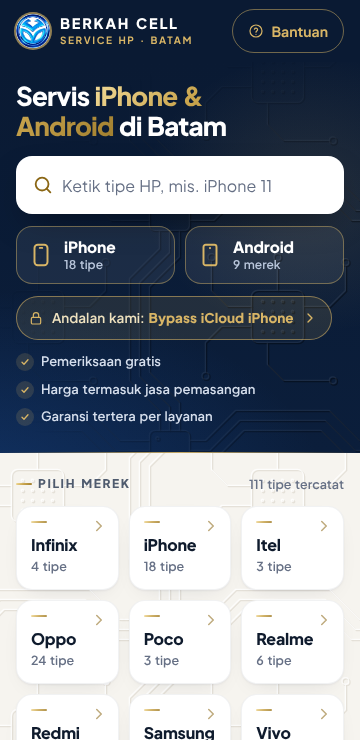 BERKAH CELL
SERVICE HP · BATAM
Bantuan
Servis iPhone &
Android di Batam
Ketik tipe HP, mis. iPhone 11
iPhone
18 tipe
Android
9 merek
Andalan kami: Bypass iCloud iPhone
Pemeriksaan gratis
Harga termasuk jasa pemasangan
Garansi tertera per layanan
PILIH MEREK
111 tipe tercatat
Infinix
4 tipe
iPhone
18 tipe
Itel
3 tipe
Oppo
24 tipe
Poco
3 tipe
Realme
6 tipe
Redmi
Samsung
Vivo